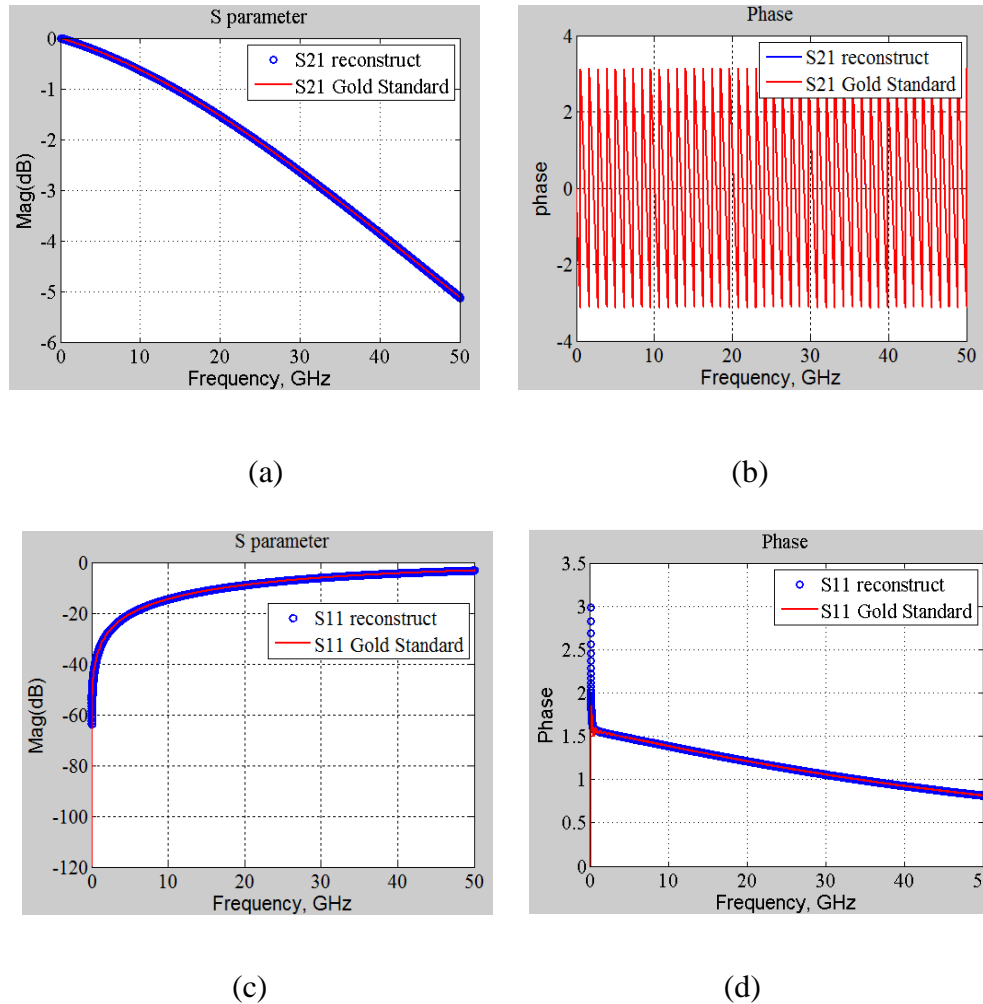 S parameter
0
-1
-2
-3
-4
-5
-6
Mag(dB)
S21 reconstruct
S21 Gold Standard
0 10 20 30 40 50
Frequency, GHz
(a)
Phase
4
2
0
-2
-4
phase
S21 reconstruct
S21 Gold Standard
0 10 20 30 40 50
Frequency, GHz
(b)
S parameter
0
-20
-40
-60
-80
-100
-120
Mag(dB)
S11 reconstruct
S11 Gold Standard
0 10 20 30 40 50
Frequency, GHz
(c)
Phase
3.5
3
2.5
2
1.5
1
0.5
0
Phase
S11 reconstruct
S11 Gold Standard
0 10 20 30 40
Frequency, GHz
(d)